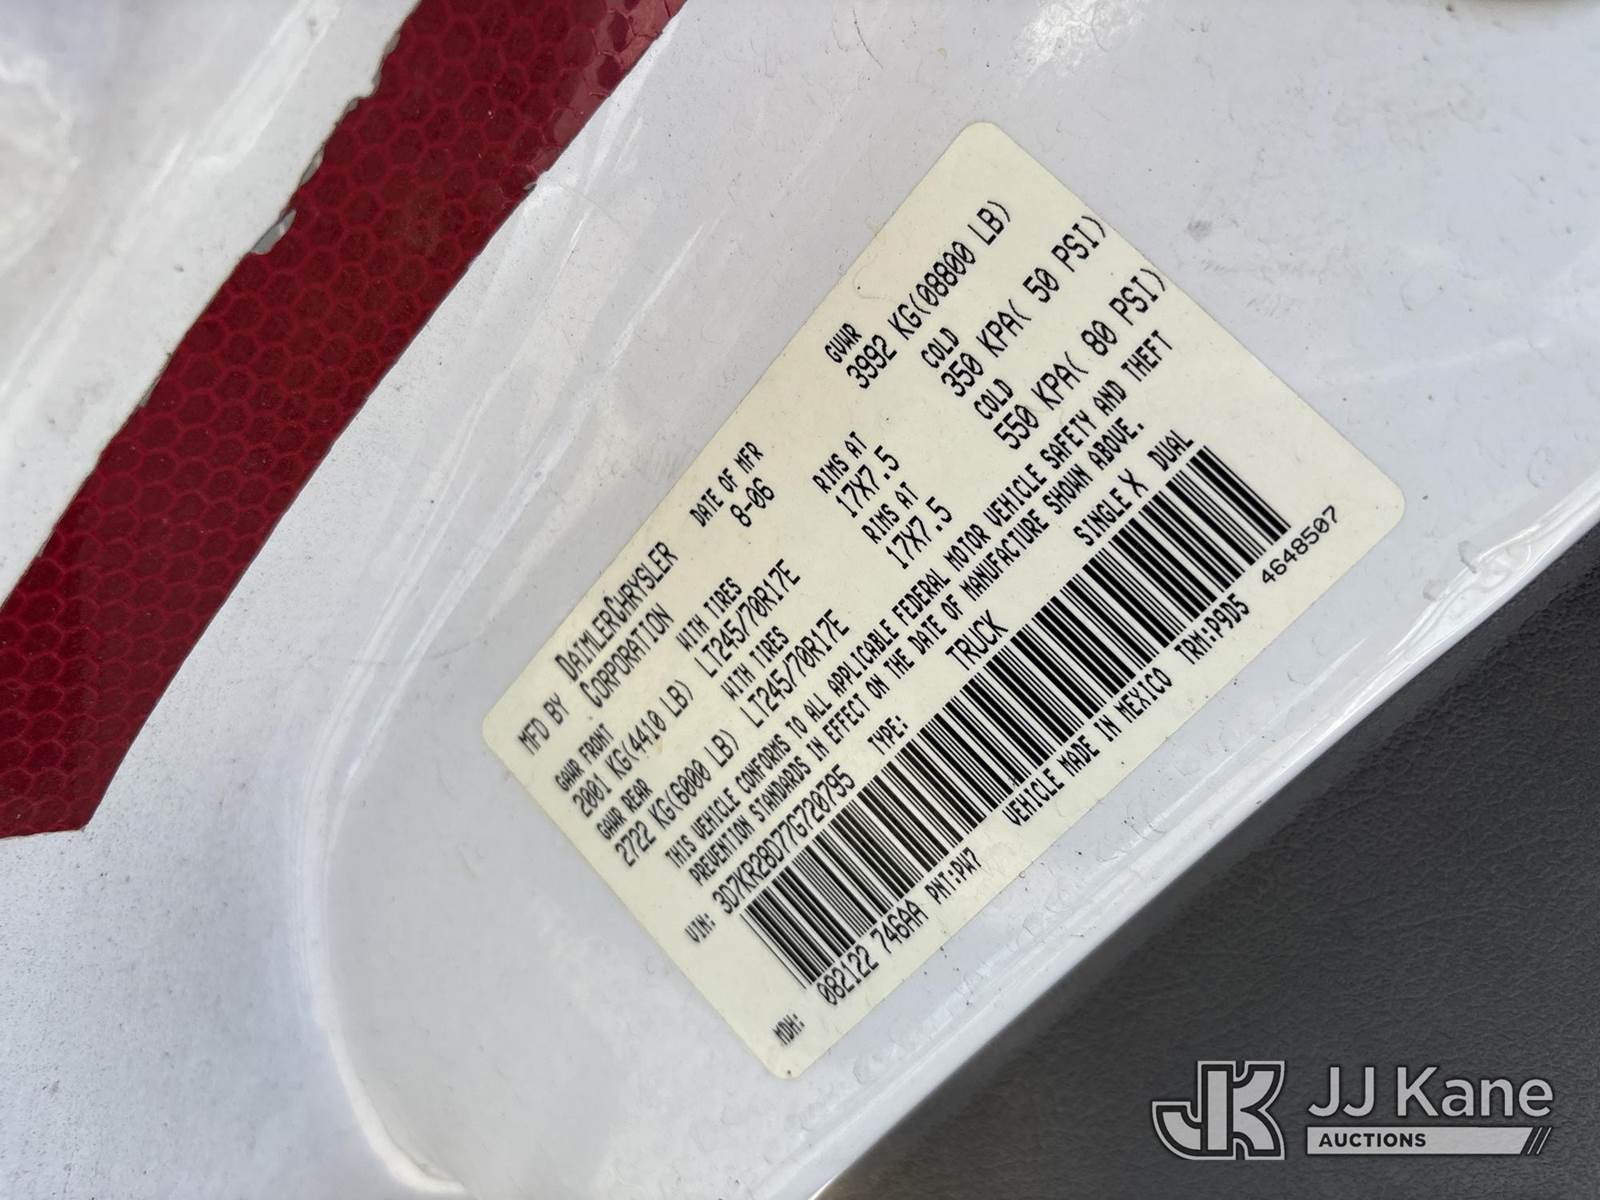 MFD BY DAIMLERCHRYSLER CORPORATION DATE OF MFR 8-06 GVWR 3992 KG(08800 LB)
GAWR FRONT WITH TIRES RIMS AT COLD
2001 KG(4410 LB) LT245/70R17E 17X7.5 350 KPA( 50 PSI)
GAWR REAR WITH TIRES RIMS AT COLD
2722 KG(6000 LB) LT245/70R17E 17X7.5 550 KPA( 80 PSI)
THIS VEHICLE CONFORMS TO ALL APPLICABLE FEDERAL MOTOR VEHICLE SAFETY AND THEFT
PREVENTION STANDARDS IN EFFECT ON THE DATE OF MANUFACTURE SHOWN ABOVE.
VIN: 3D7KR28D77G720795 TYPE: TRUCK SINGLE X DUAL
MDH: 082122 746AA PNT:PW7 VEHICLE MADE IN MEXICO TRM:P9D5 4648507
JK JJ Kane
AUCTIONS